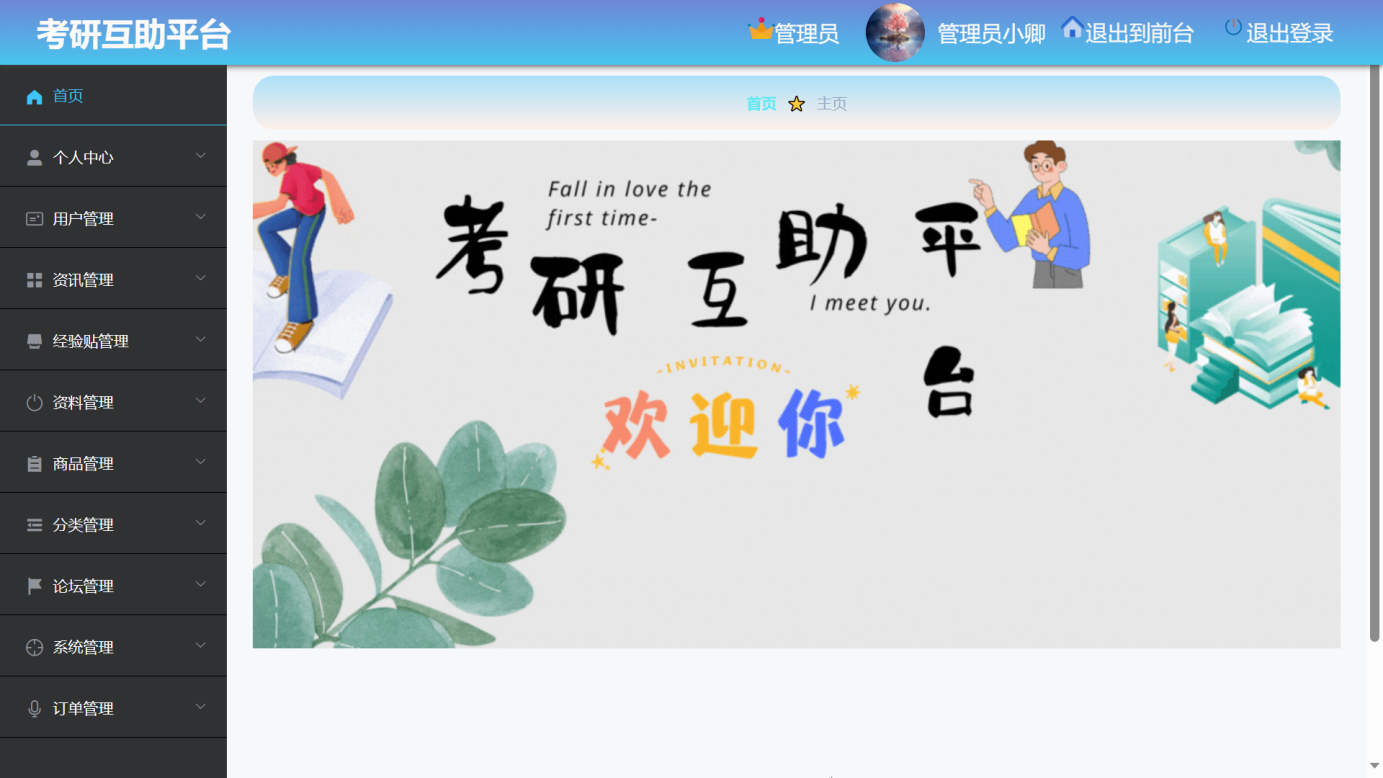 考研互助平台
管理员 管理员小卿 退出到前台 退出登录
首页
个人中心
用户管理
资讯管理
经验贴管理
资料管理
商品管理
分类管理
论坛管理
系统管理
订单管理
首页 主页
Fall in love the
first time-
考研互助平台
I meet you.
-INVITATION-
欢迎你